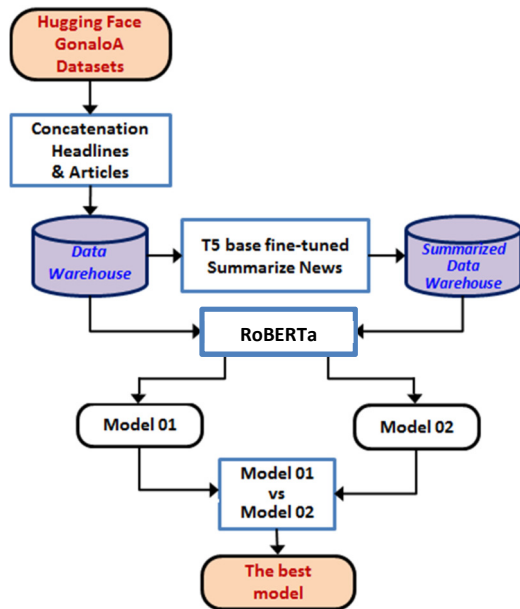 Hugging Face
GonaloA
Datasets
Concatenation
Headlines
& Articles
Data
Warehouse
T5 base fine-tuned
Summarize News
Summarized
Data
Warehouse
RoBERTa
Model 01
Model 02
Model 01
vs
Model 02
The best
model